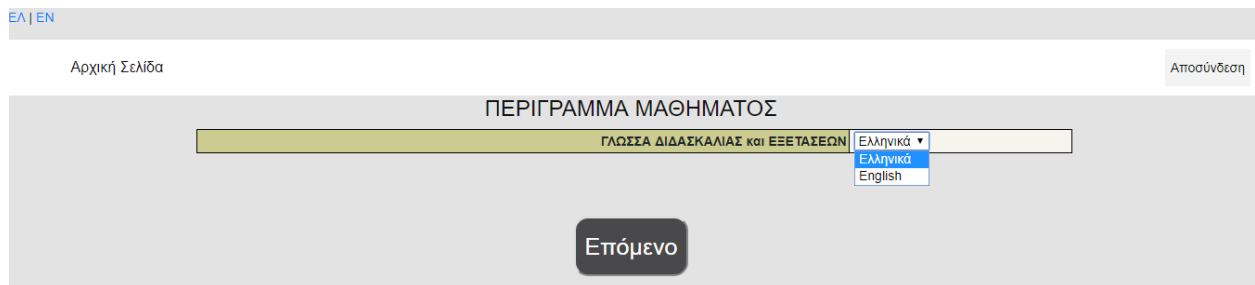 ΕΛ | EN
Αρχική Σελίδα
Αποσύνδεση
ΠΕΡΙΓΡΑΜΜΑ ΜΑΘΗΜΑΤΟΣ
ΓΛΩΣΣΑ ΔΙΔΑΣΚΑΛΙΑΣ και ΕΞΕΤΑΣΕΩΝ Ελληνικά
Ελληνικά
English
Επόμενο